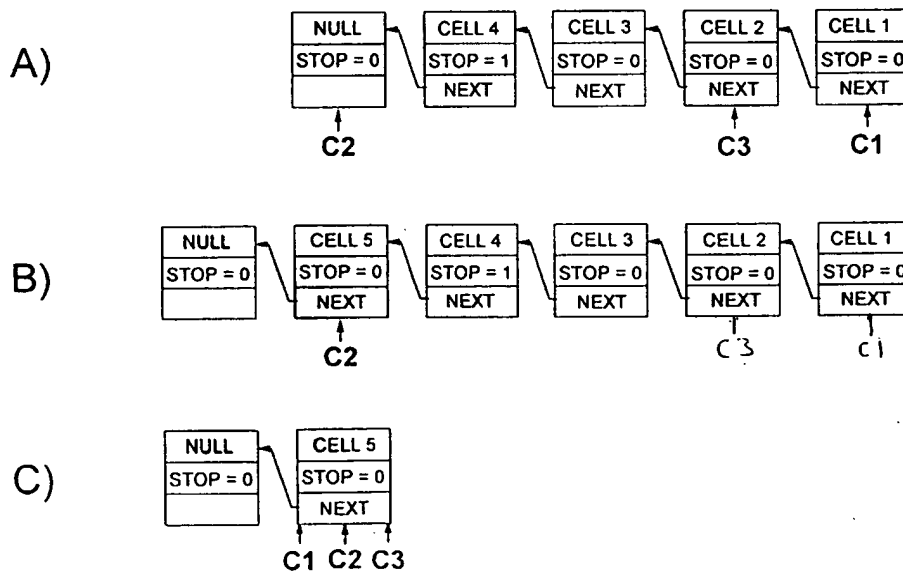 A)
NULL CELL 4 CELL 3 CELL 2 CELL 1
STOP = 0 STOP = 1 STOP = 0 STOP = 0 STOP = 0
NEXT NEXT NEXT NEXT
C2 C3 C1
B)
NULL CELL 5 CELL 4 CELL 3 CELL 2 CELL 1
STOP = 0 STOP = 0 STOP = 1 STOP = 0 STOP = 0 STOP = 0
NEXT NEXT NEXT NEXT NEXT
C2 C3 C1
C)
NULL CELL 5
STOP = 0 STOP = 0
NEXT
C1 C2 C3